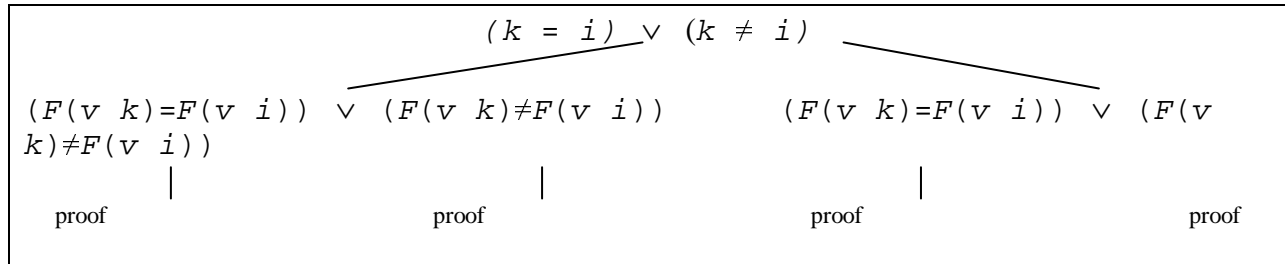 (k = i) ∨ (k ≠ i)
(F(v k)=F(v i)) ∨ (F(v k)≠F(v i)) (F(v k)=F(v i)) ∨ (F(v
k)≠F(v i))
proof proof proof proof